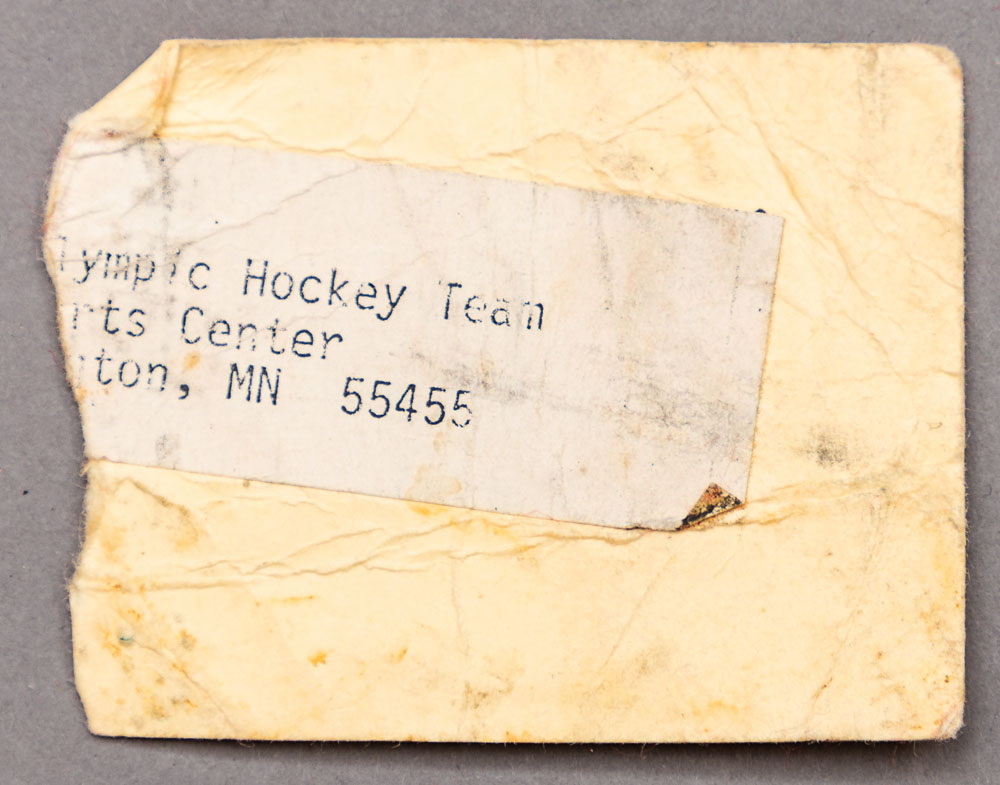 lympic Hockey Team
rts Center
ton, MN 55455